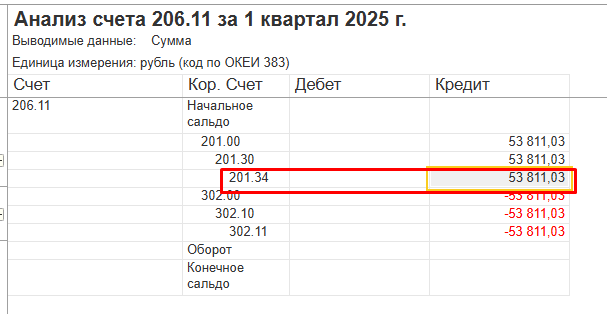 Анализ счета 206.11 за 1 квартал 2025 г.
Выводимые данные: Сумма
Единица измерения: рубль (код по ОКЕИ 383)
Счет Кор. Счет Дебет Кредит
206.11 Начальное
сальдо
201.00 53 811,03
201.30 53 811,03
201.34 53 811,03
302.00 -53 811,03
302.10 -53 811,03
302.11 -53 811,03
Оборот
Конечное
сальдо